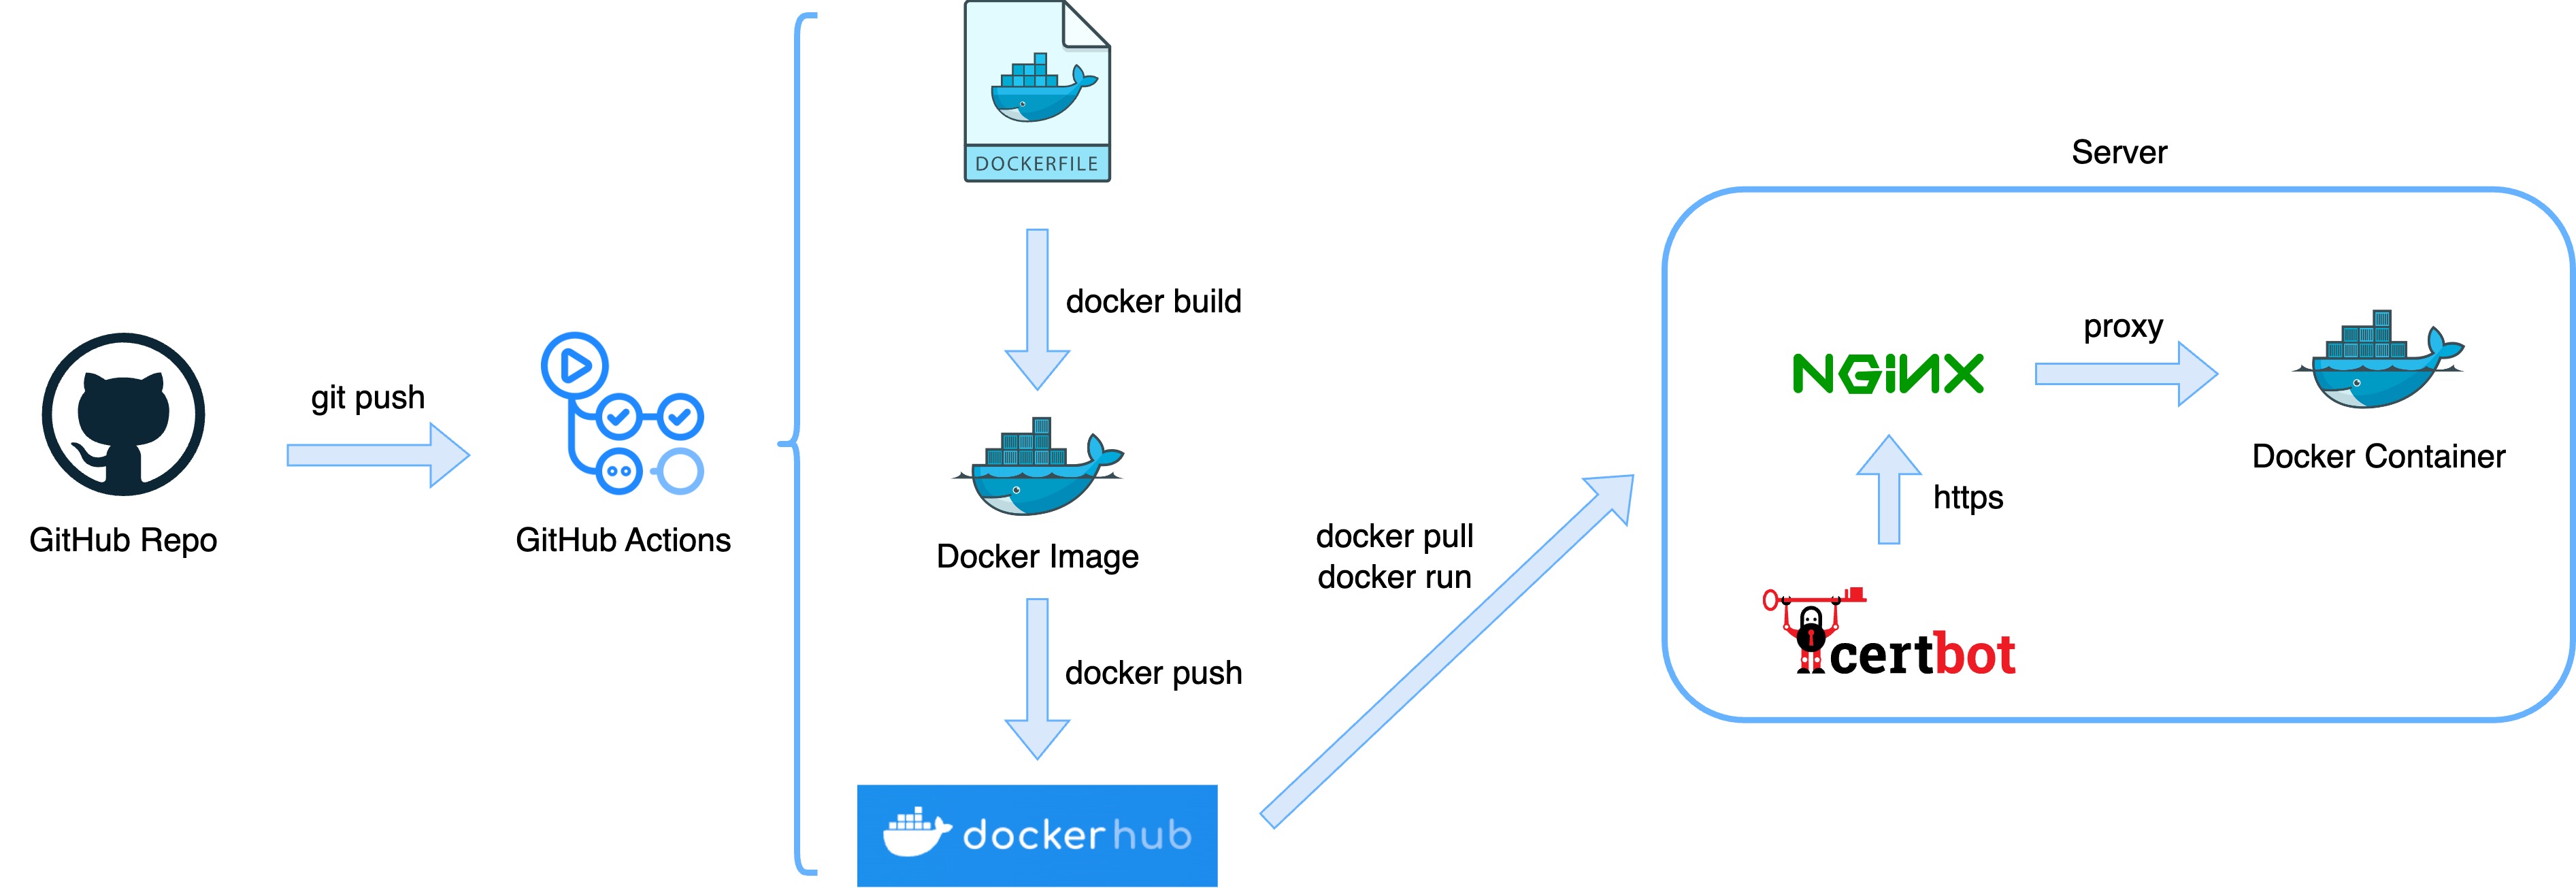 GitHub Repo
git push
GitHub Actions
DOCKERFILE
docker build
Docker Image
docker push
docker hub
docker pull
docker run
Server
NGINX
proxy
Docker Container
https
certbot